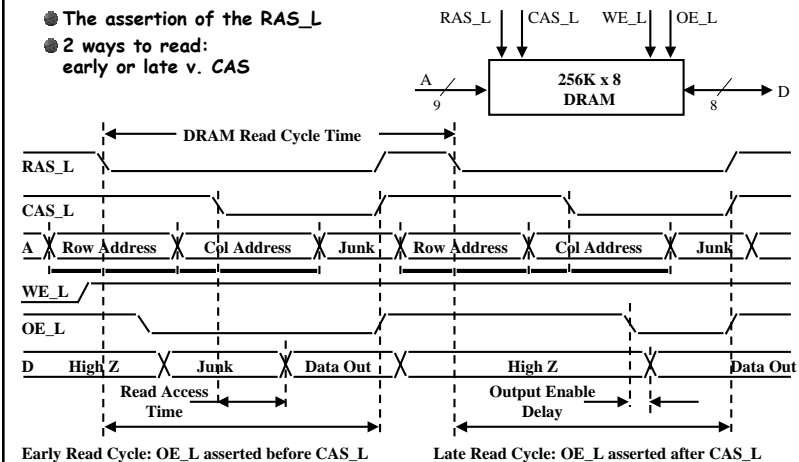 The assertion of the RAS_L
2 ways to read:
early or late v. CAS
RAS_L CAS_L WE_L OE_L
A 9 256K x 8 8 D
DRAM
DRAM Read Cycle Time
RAS_L
CAS_L
A Row Address Col Address Junk Row Address Col Address Junk
WE_L
OE_L
D High Z Junk Data Out High Z Data Out
Read Access Output Enable
Time Delay
Early Read Cycle: OE_L asserted before CAS_L Late Read Cycle: OE_L asserted after CAS_L